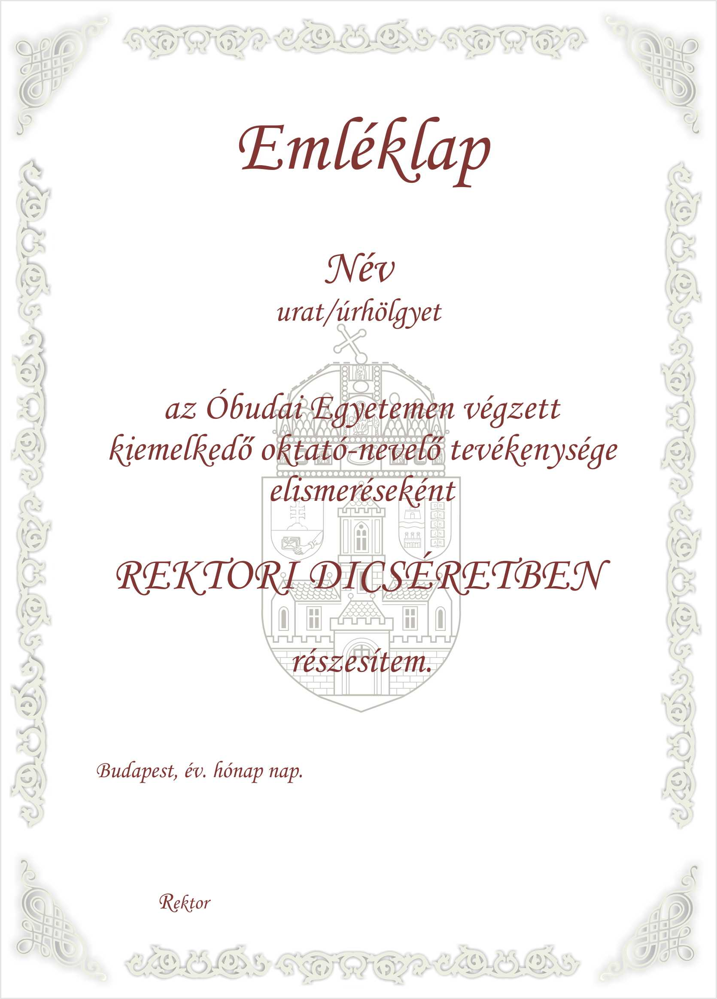 Emléklap
Név
urat/úrhölgyet
az Óbudai Egyetemen végzett
kiemelkedő oktató-nevelő tevékenysége
elismeréseként
D B
C K
C K
J N
A R
REKTORI DICSÉRETBEN
részesítem.
Budapest, év. hónap nap.
Rektor